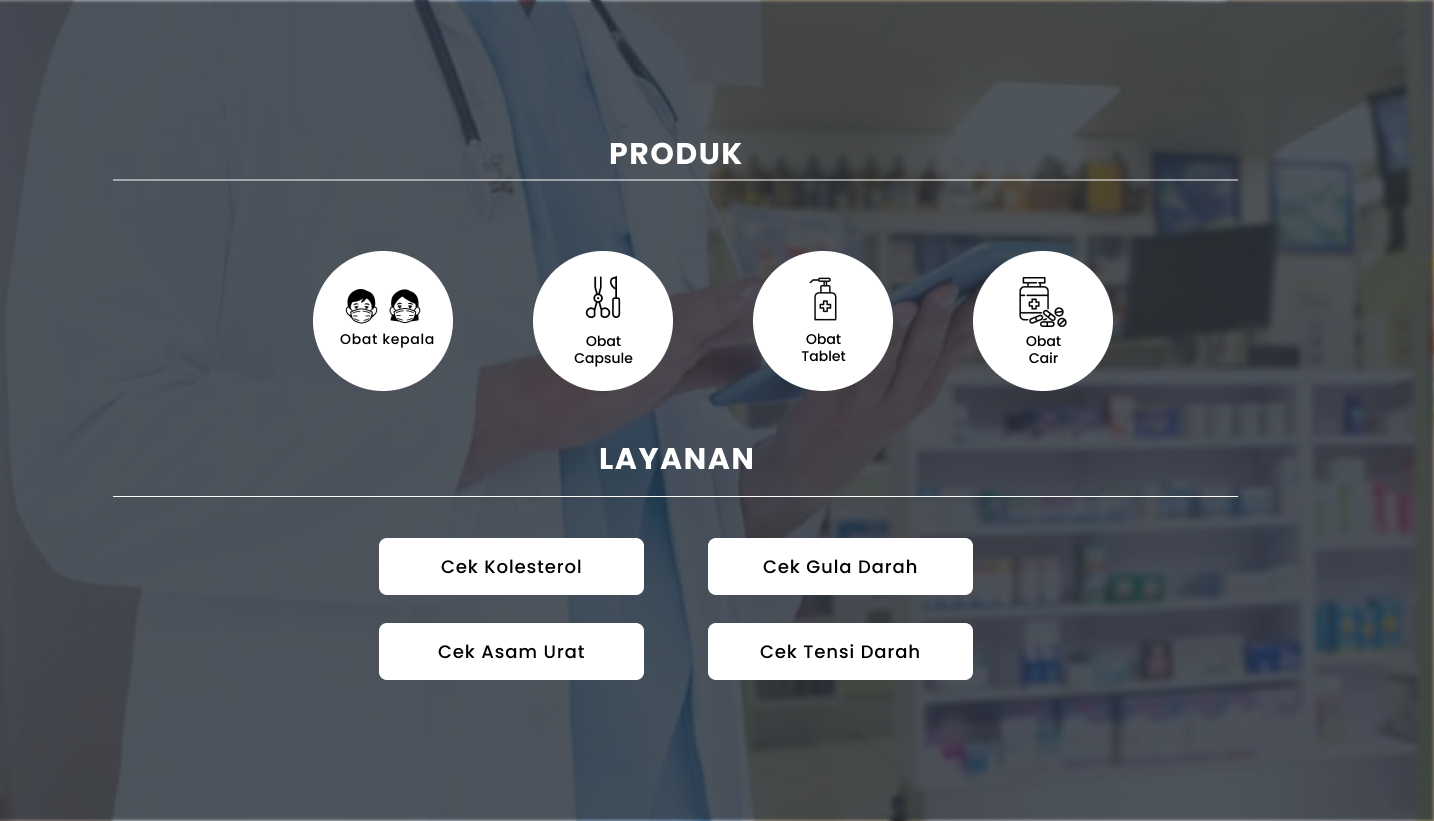 PRODUK
Obat kepala
Obat
Capsule
Obat
Tablet
Obat
Cair
LAYANAN
Cek Kolesterol
Cek Gula Darah
Cek Asam Urat
Cek Tensi Darah